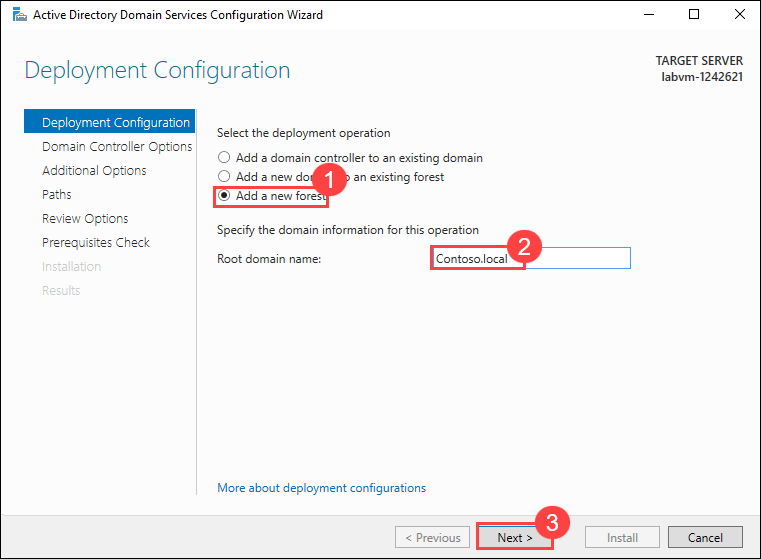 Active Directory Domain Services Configuration Wizard
Deployment Configuration
TARGET SERVER
labvm-1242621
Deployment Configuration
Domain Controller Options
Additional Options
Paths
Review Options
Prerequisites Check
Installation
Results
Select the deployment operation
Add a domain controller to an existing domain
Add a new to an existing forest
1
Add a new forest
Specify the domain information for this operation
2
Root domain name: Contoso.local
More about deployment configurations
3
< Previous Next > Install Cancel